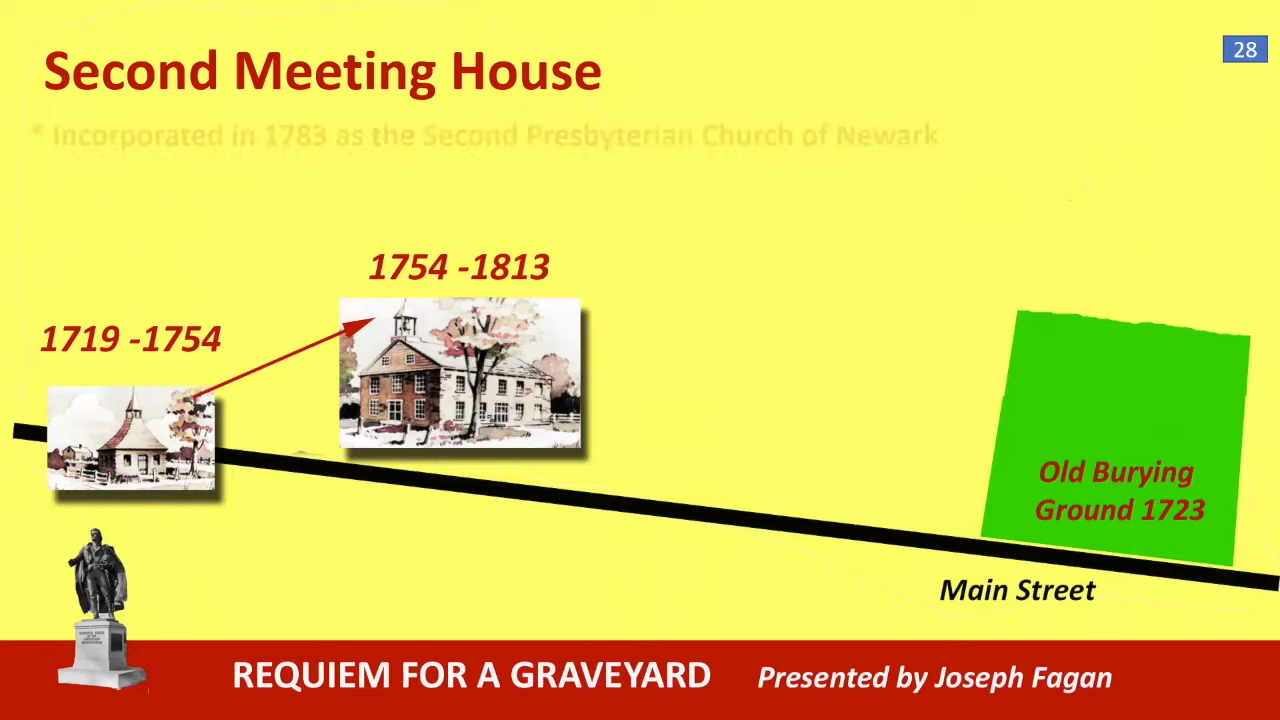 Second Meeting House
28
* Incorporated in 1783 as the Second Presbyterian Church of Newark
1754 -1813
1719 -1754
Old Burying
Ground 1723
Main Street
REQUIEM FOR A GRAVEYARD
Presented by Joseph Fagan